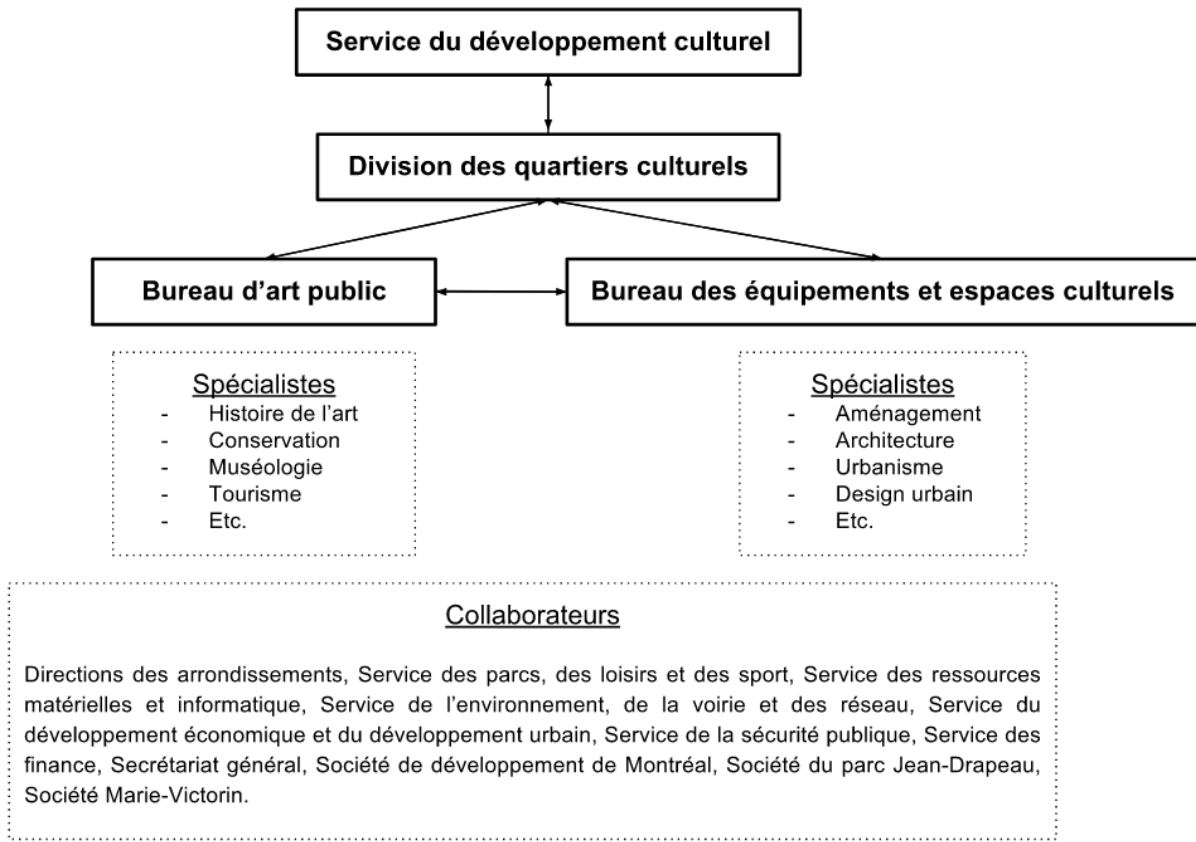 Service du développement culturel
Division des quartiers culturels
Bureau d'art public
Bureau des équipements et espaces culturels
Spécialistes
- Histoire de l'art
- Conservation
- Muséologie
- Tourisme
- Etc.
Spécialistes
- Aménagement
- Architecture
- Urbanisme
- Design urbain
- Etc.
Collaborateurs
Directions des arrondissements, Service des parcs, des loisirs et des sport, Service des ressources
matérielles et informatique, Service de l'environnement, de la voirie et des réseau, Service du
développement économique et du développement urbain, Service de la sécurité publique, Service des
finance, Secrétariat général, Société de développement de Montréal, Société du parc Jean-Drapeau,
Société Marie-Victorin.